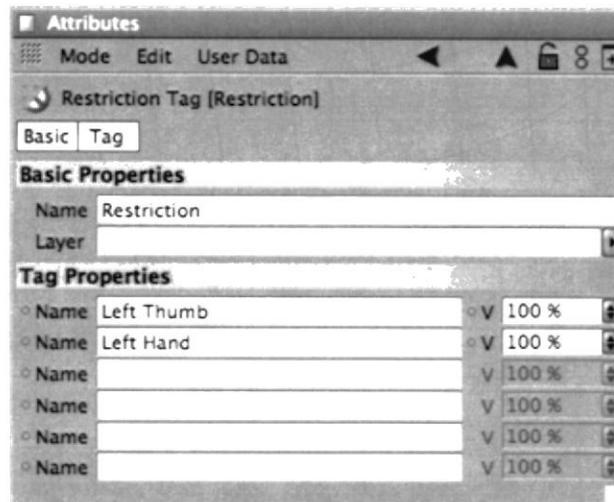 Attributes
Mode Edit User Data
Restriction Tag [Restriction]
Basic Tag
Basic Properties
Name Restriction
Layer
Tag Properties
Name Left Thumb V 100 %
Name Left Hand V 100 %
Name V 100 %
Name V 100 %
Name V 100 %
Name V 100 %